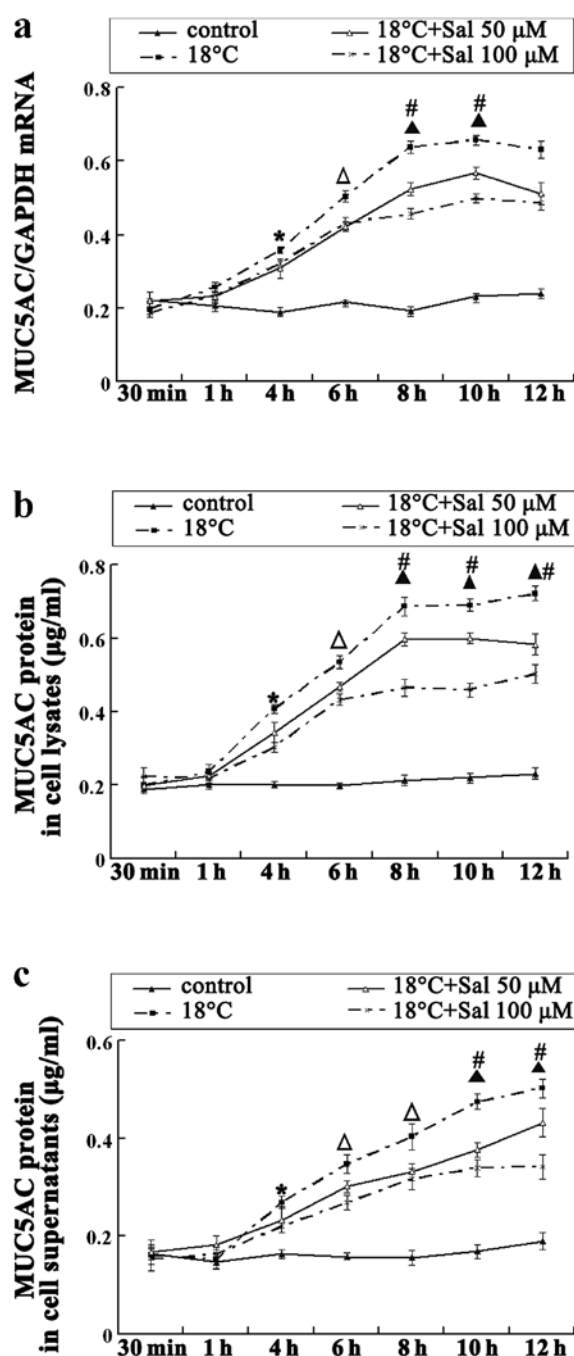 a
control
18°C+Sal 50 μM
18°C
18°C+Sal 100 μM
MUC5AC/GAPDH mRNA
0.8
# #
0.6
0.4
*
0.2
0
30 min 1 h 4 h 6 h 8 h 10 h 12 h
b
control
18°C+Sal 50 μM
18°C
18°C+Sal 100 μM
MUC5AC protein
in cell lysates (μg/ml)
0.8
# # #
0.6
0.4
*
0.2
0
30 min 1 h 4 h 6 h 8 h 10 h 12 h
c
control
18°C+Sal 50 μM
18°C
18°C+Sal 100 μM
MUC5AC protein
in cell supernatants (μg/ml)
0.6
# #
0.4
*
0.2
0
30 min 1 h 4 h 6 h 8 h 10 h 12 h